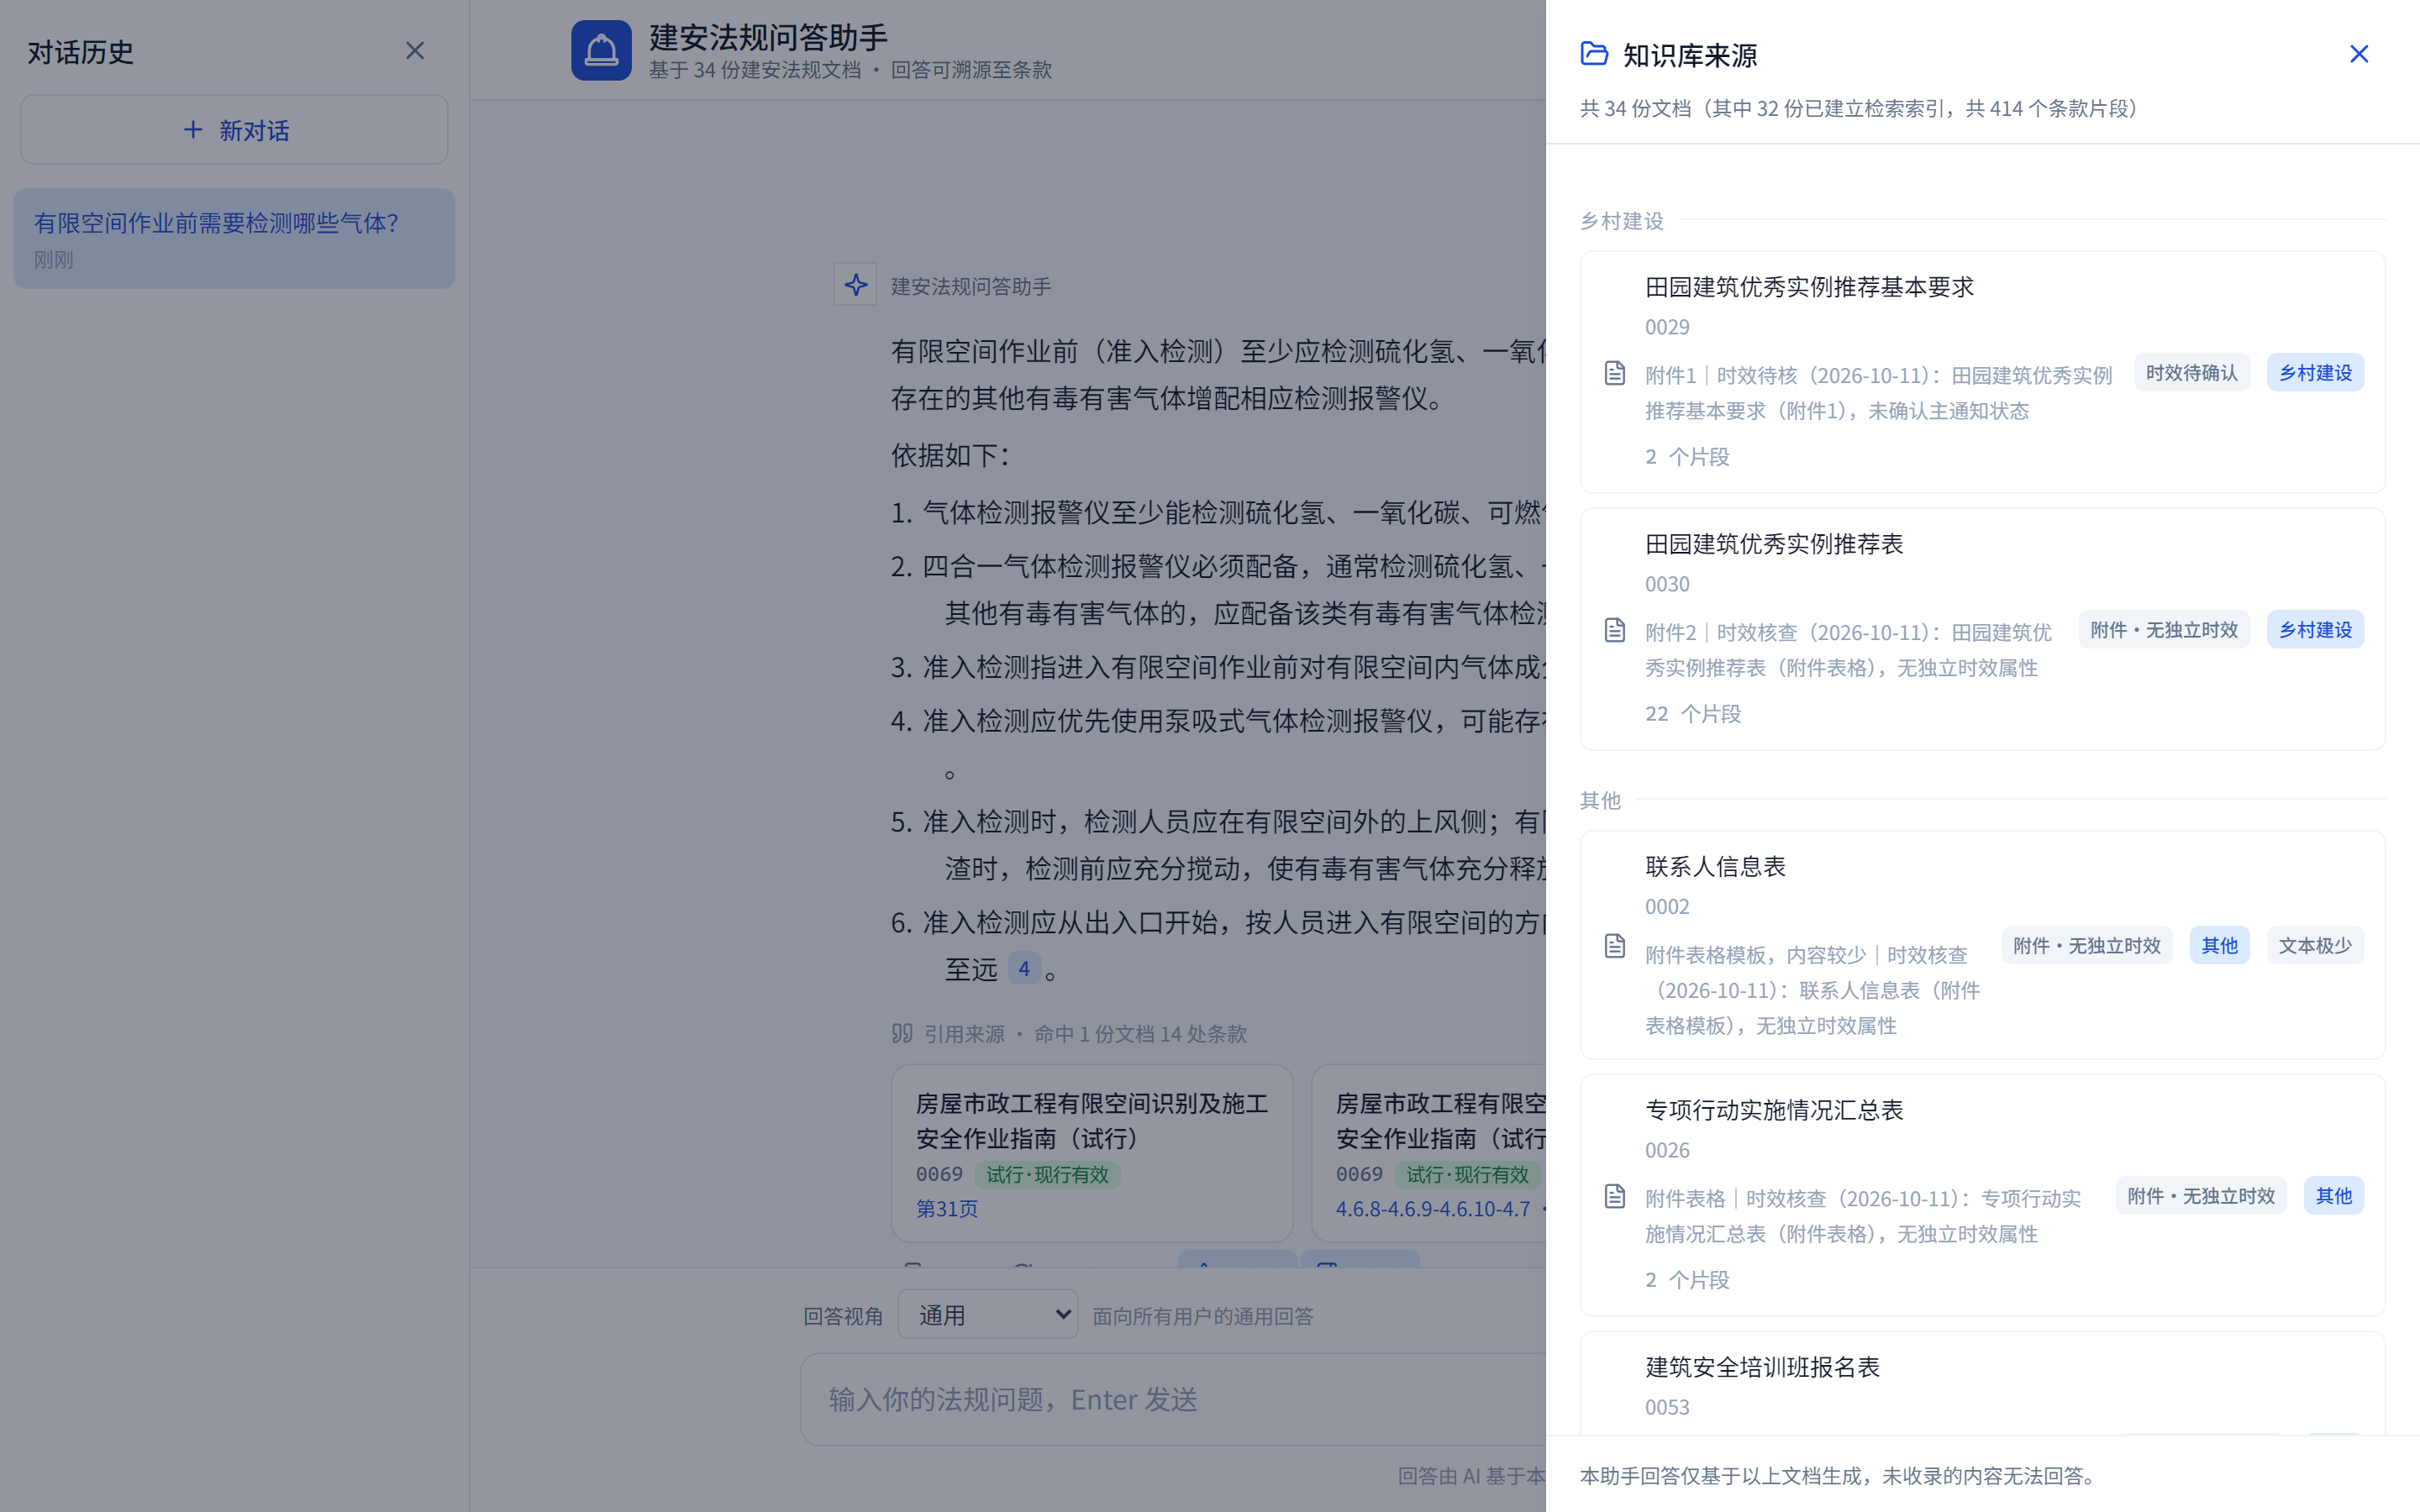 对话历史
新对话
有限空间作业前需要检测哪些气体？
刚刚
建安法规问答助手
基于 34 份建安法规文档 · 回答可溯源至条款
建安法规问答助手
有限空间作业前（准入检测）至少应检测硫化氢、一氧化
存在的其他有毒有害气体增配相应检测报警仪。
依据如下：
1. 气体检测报警仪至少能检测硫化氢、一氧化碳、可燃
2. 四合一气体检测报警仪必须配备，通常检测硫化氢、
其他有毒有害气体的，应配备该类有毒有害气体检测
3. 准入检测指进入有限空间作业前对有限空间内气体成
4. 准入检测应优先使用泵吸式气体检测报警仪，可能存
。
5. 准入检测时，检测人员应在有限空间外的上风侧；有
渣时，检测前应充分搅动，使有毒有害气体充分释放
6. 准入检测应从出入口开始，按人员进入有限空间的方
至远 4 。
引用来源 · 命中 1 份文档 14 处条款
房屋市政工程有限空间识别及施工
安全作业指南（试行）
0069 试行·现行有效
第31页
房屋市政工程有限空
安全作业指南（试行
0069 试行·现行有效
4.6.8-4.6.9-4.6.10-4.7 ·
回答视角 通用 面向所有用户的通用回答
输入你的法规问题，Enter 发送
回答由 AI 基于本
知识库来源
共 34 份文档（其中 32 份已建立检索索引，共 414 个条款片段）
乡村建设
田园建筑优秀实例推荐基本要求
0029
附件1｜时效待核（2026-10-11）：田园建筑优秀实例
推荐基本要求（附件1），未确认主通知状态
2 个片段
时效待确认 乡村建设
田园建筑优秀实例推荐表
0030
附件2｜时效核查（2026-10-11）：田园建筑优
秀实例推荐表（附件表格），无独立时效属性
22 个片段
附件·无独立时效 乡村建设
其他
联系人信息表
0002
附件表格模板，内容较少｜时效核查
（2026-10-11）：联系人信息表（附件
表格模板），无独立时效属性
附件·无独立时效 其他 文本极少
专项行动实施情况汇总表
0026
附件表格｜时效核查（2026-10-11）：专项行动实
施情况汇总表（附件表格），无独立时效属性
2 个片段
附件·无独立时效 其他
建筑安全培训班报名表
0053
本助手回答仅基于以上文档生成，未收录的内容无法回答。